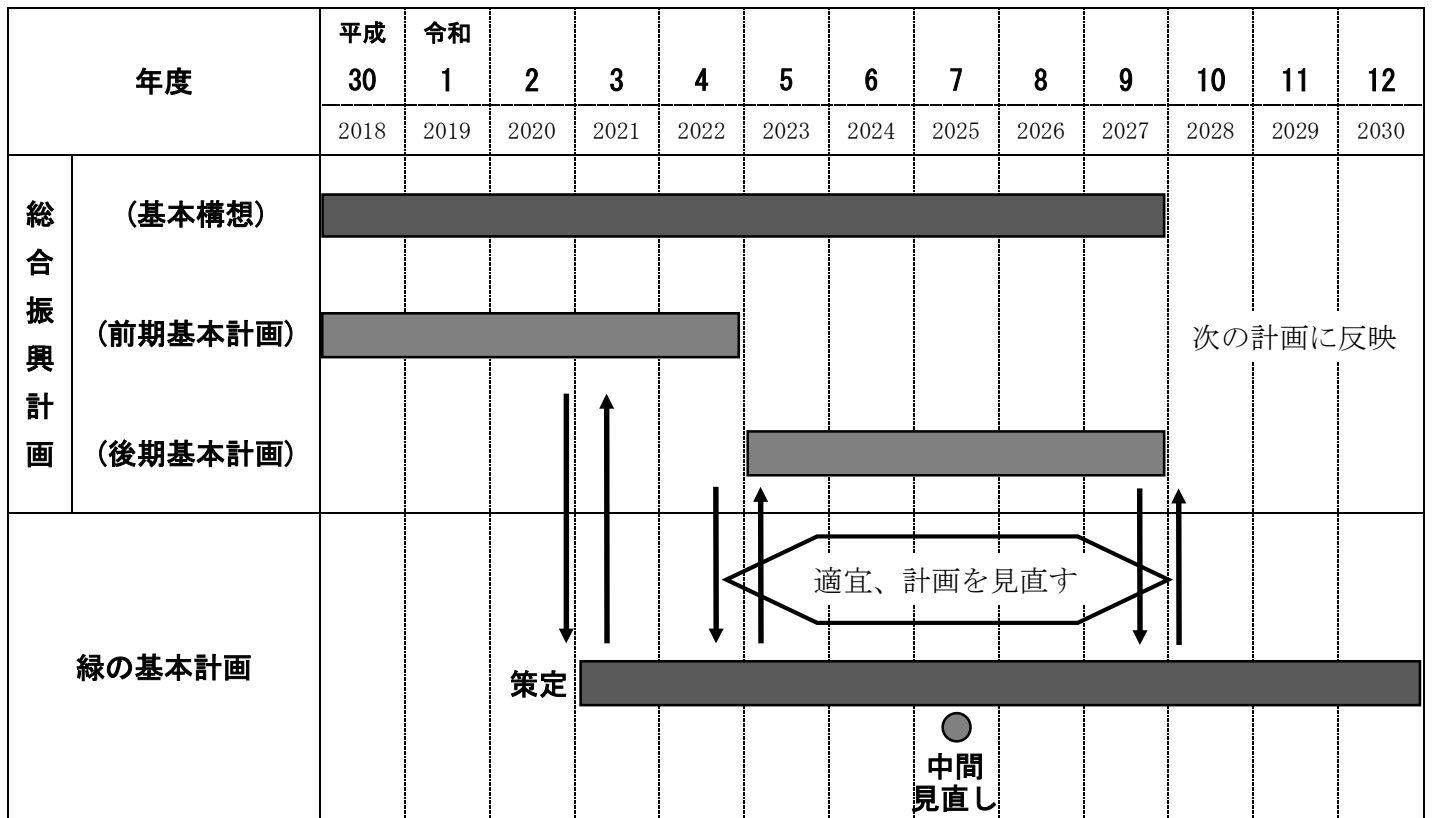 年度
平成 令和
30 1 2 3 4 5 6 7 8 9 10 11 12
2018 2019 2020 2021 2022 2023 2024 2025 2026 2027 2028 2029 2030
総合振興計画
(基本構想)
(前期基本計画)
次の計画に反映
(後期基本計画)
適宜、計画を見直す
緑の基本計画
策定
中間
見直し